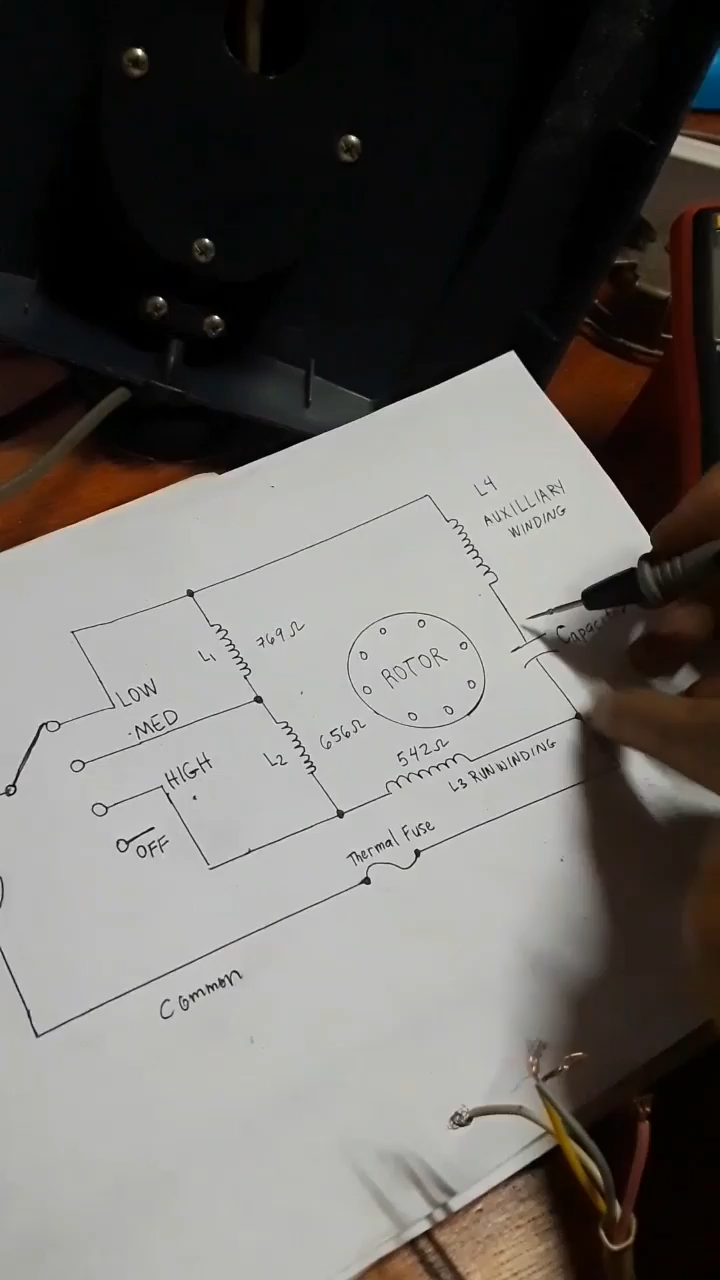 L4
AUXILLIARY
WINDING
769Ω
L1
LOW
MED
HIGH
OFF
L2
656Ω
ROTOR
542Ω
L3 RUN WINDING
Thermal Fuse
Common